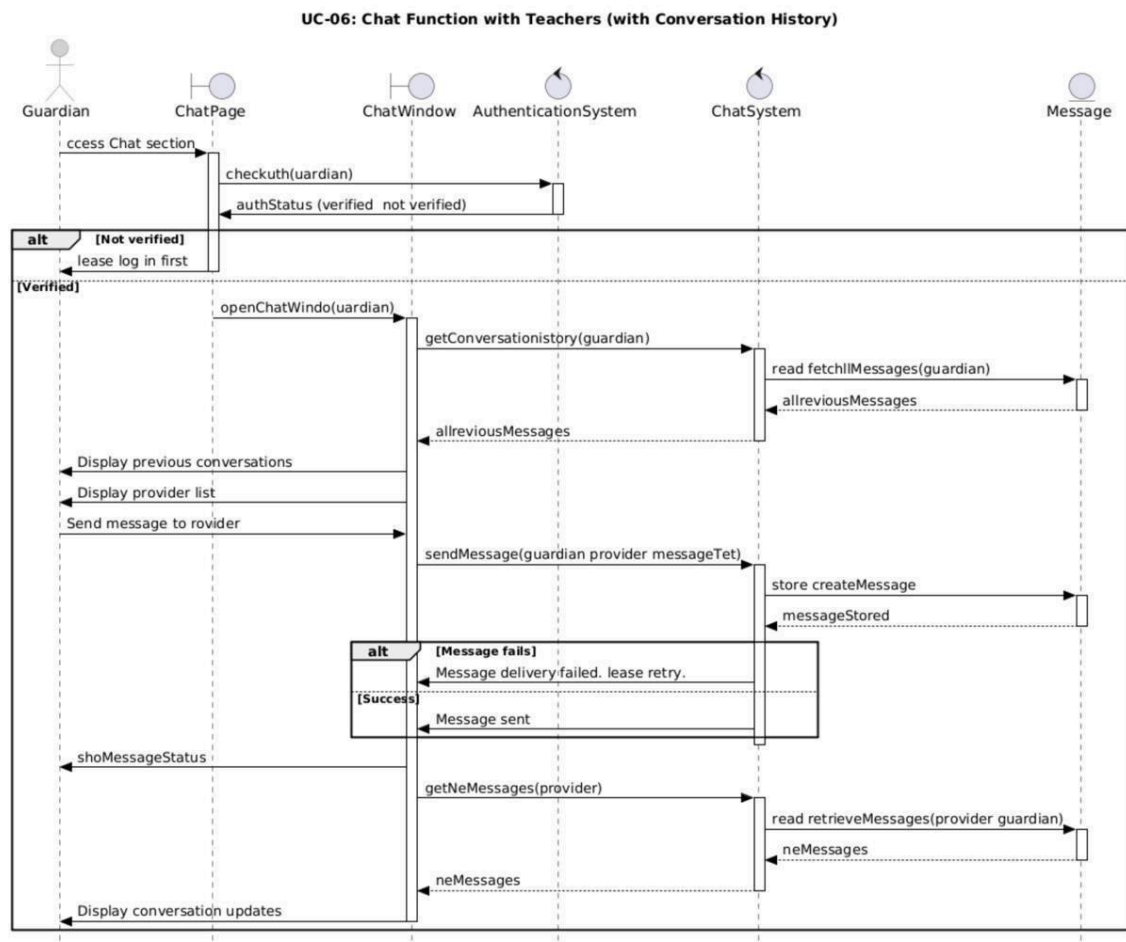 UC-06: Chat Function with Teachers (with Conversation History)
Guardian
ChatPage
ChatWindow
AuthenticationSystem
ChatSystem
Message
ccess Chat section
checkuth(uardian)
authStatus (verified  not verified)
alt
[Not verified]
lease log in first
[Verified]
openChatWindo(uardian)
getConversationistory(guardian)
read fetchllMessages(guardian)
allreviousMessages
allreviousMessages
Display previous conversations
Display provider list
Send message to rovider
sendMessage(guardian provider messageTet)
store createMessage
messageStored
alt
[Message fails]
Message delivery failed. lease retry.
[Success]
Message sent
shoMessageStatus
getNeMessages(provider)
read retrieveMessages(provider guardian)
neMessages
neMessages
Display conversation updates